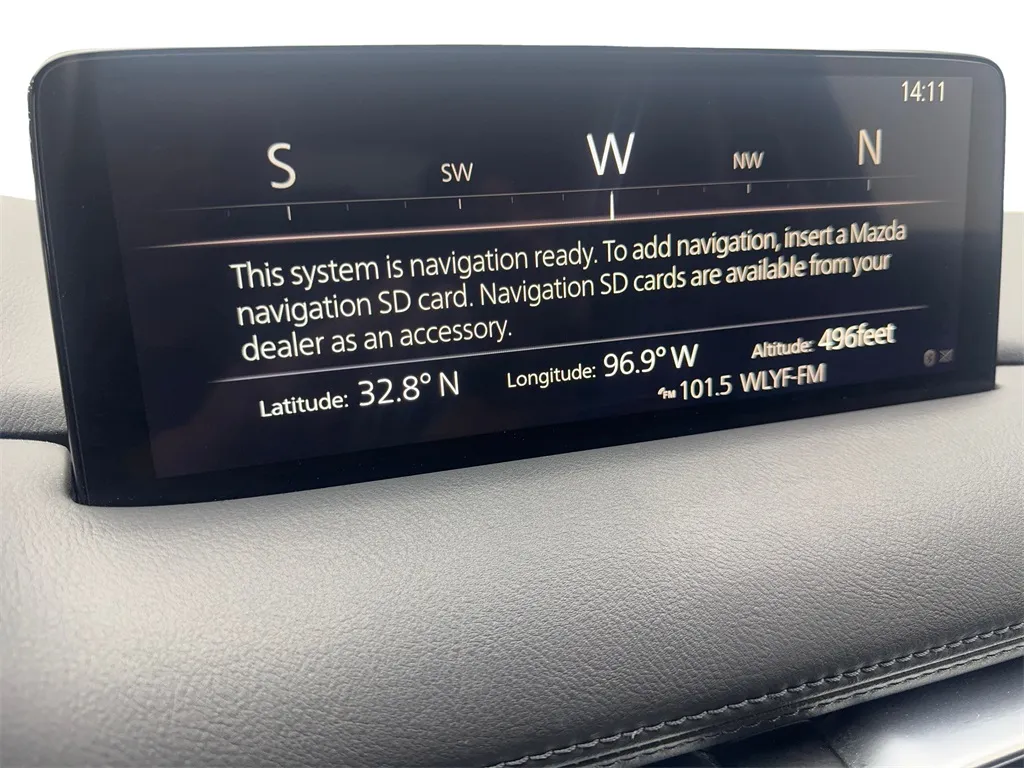 14:11
S SW W NW N
This system is navigation ready. To add navigation, insert a Mazda
navigation SD card. Navigation SD cards are available from your
dealer as an accessory.
Latitude: 32.8° N Longitude: 96.9° W Altitude: 496feet
FM 101.5 WLYF-FM